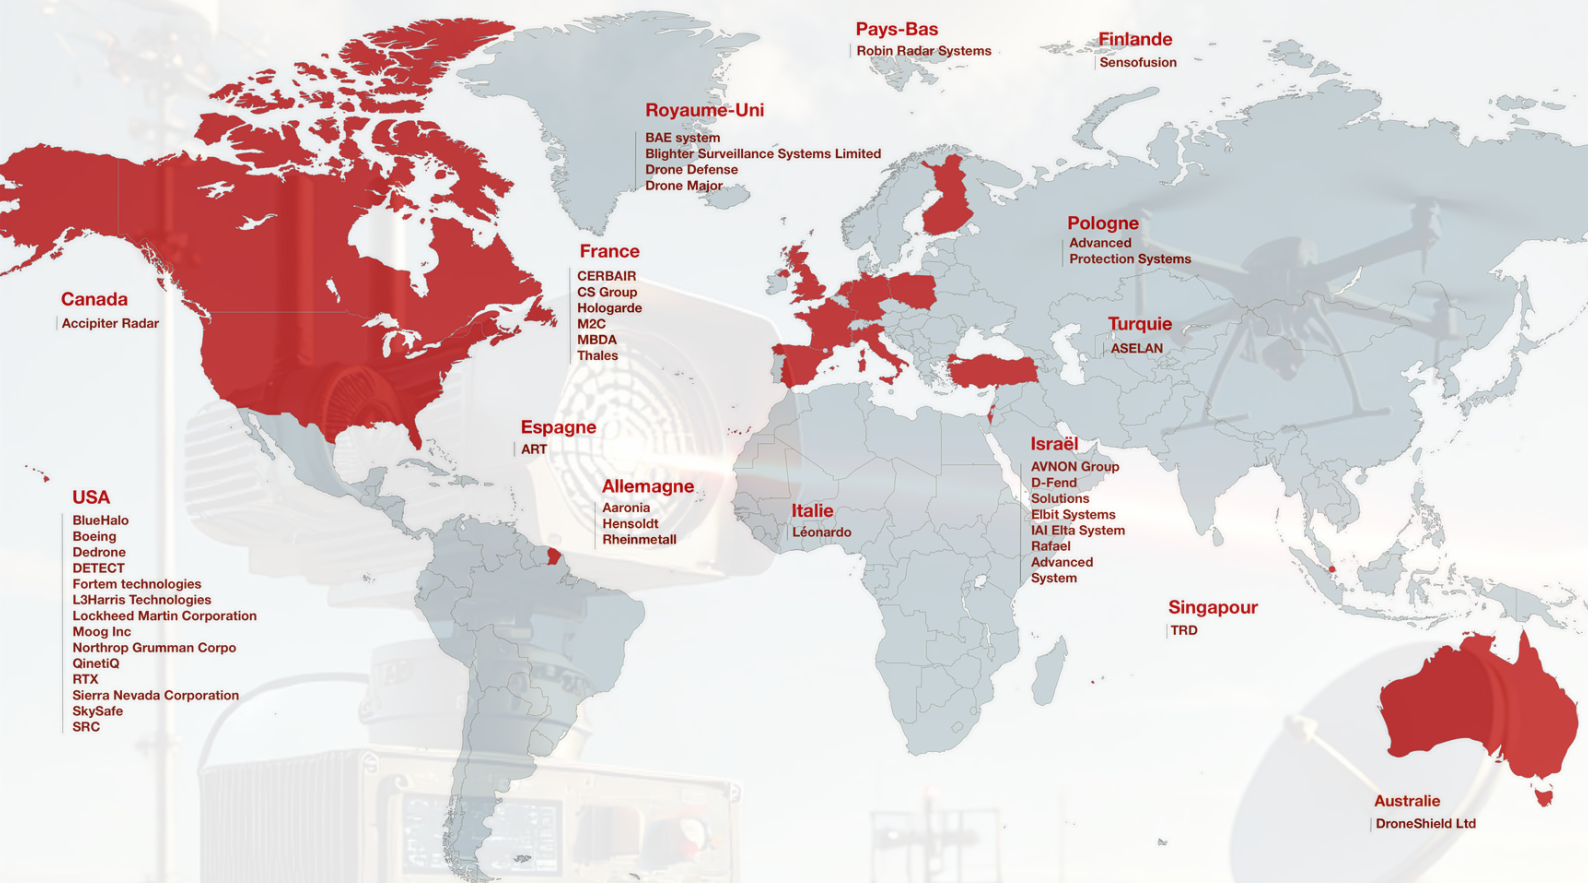 Pays-Bas
Robin Radar Systems
Finlande
Sensofusion
Royaume-Uni
BAE system
Blighter Surveillance Systems Limited
Drone Defense
Drone Major
Pologne
Advanced
Protection Systems
France
CERBAIR
CS Group
Hologarde
M2C
MBDA
Thales
Canada
Accipiter Radar
Turquie
ASELAN
Espagne
ART
Israël
AVNON Group
D-Fend
Solutions
Elbit Systems
IAI Elta System
Rafael
Advanced
System
Allemagne
Aaronia
Hensoldt
Rheinmetall
Italie
Léonardo
USA
BlueHalo
Boeing
Dedrone
DETECT
Fortem technologies
L3Harris Technologies
Lockheed Martin Corporation
Moog Inc
Northrop Grumman Corpo
QinetiQ
RTX
Sierra Nevada Corporation
SkySafe
SRC
Singapour
TRD
Australie
DroneShield Ltd